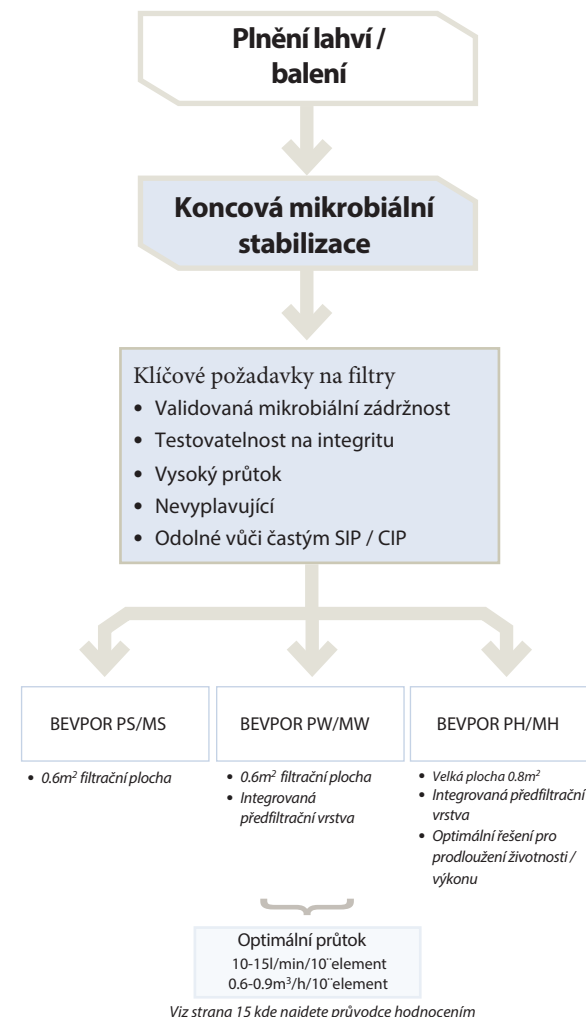 Plnění lahví /
balení
Koncová mikrobiální
stabilizace
Klíčové požadavky na filtry
• Validovaná mikrobiální zádržnost
• Testovatelnost na integritu
• Vysoký průtok
• Nevyplavující
• Odolné vůči častým SIP / CIP
BEVPOR PS/MS
• 0.6m² filtrační plocha
BEVPOR PW/MW
• 0.6m² filtrační plocha
• Integrovaná
předfiltrační vrstva
BEVPOR PH/MH
• Velká plocha 0.8m²
• Integrovaná předfiltrační
vrstva
• Optimální řešení pro
prodloužení životnosti /
výkonu
Optimální průtok
10-15l/min/10¨element
0.6-0.9m³/h/10¨element
Viz strana 15 kde najdete průvodce hodnocením